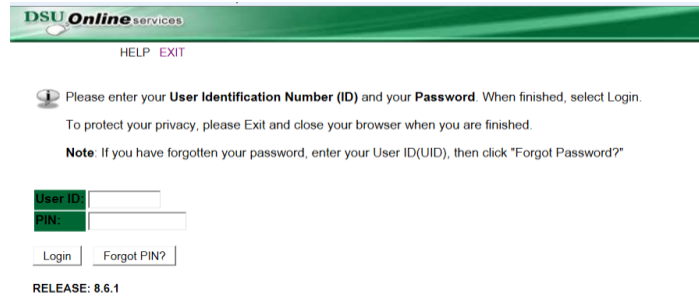 DSU Online services
HELP EXIT
Please enter your User Identification Number (ID) and your Password. When finished, select Login.
To protect your privacy, please Exit and close your browser when you are finished.
Note: If you have forgotten your password, enter your User ID(UID), then click "Forgot Password?"
User ID:
PIN:
Login Forgot PIN?
RELEASE: 8.6.1